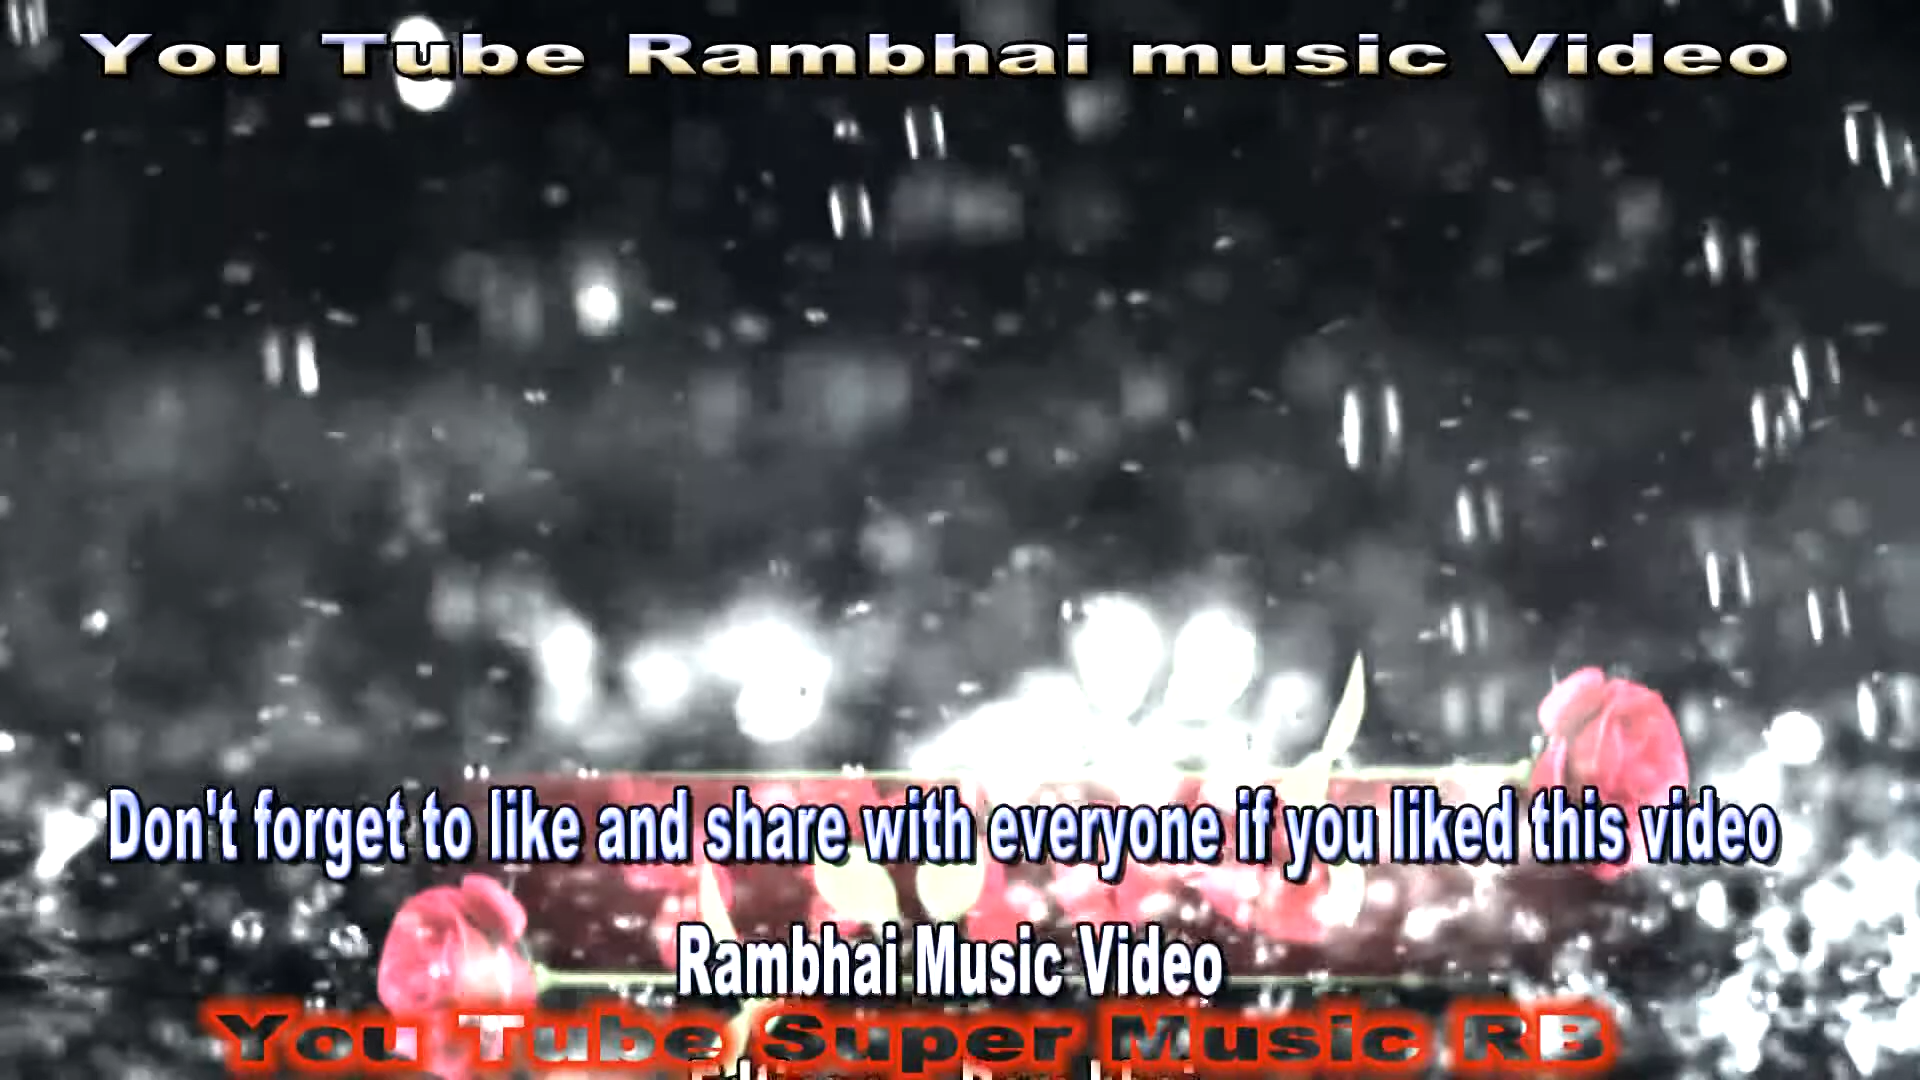 You Tube Rambhai music Video
Don't forget to like and share with everyone if you liked this video
Rambhai Music Video
You Tube Super Music RB